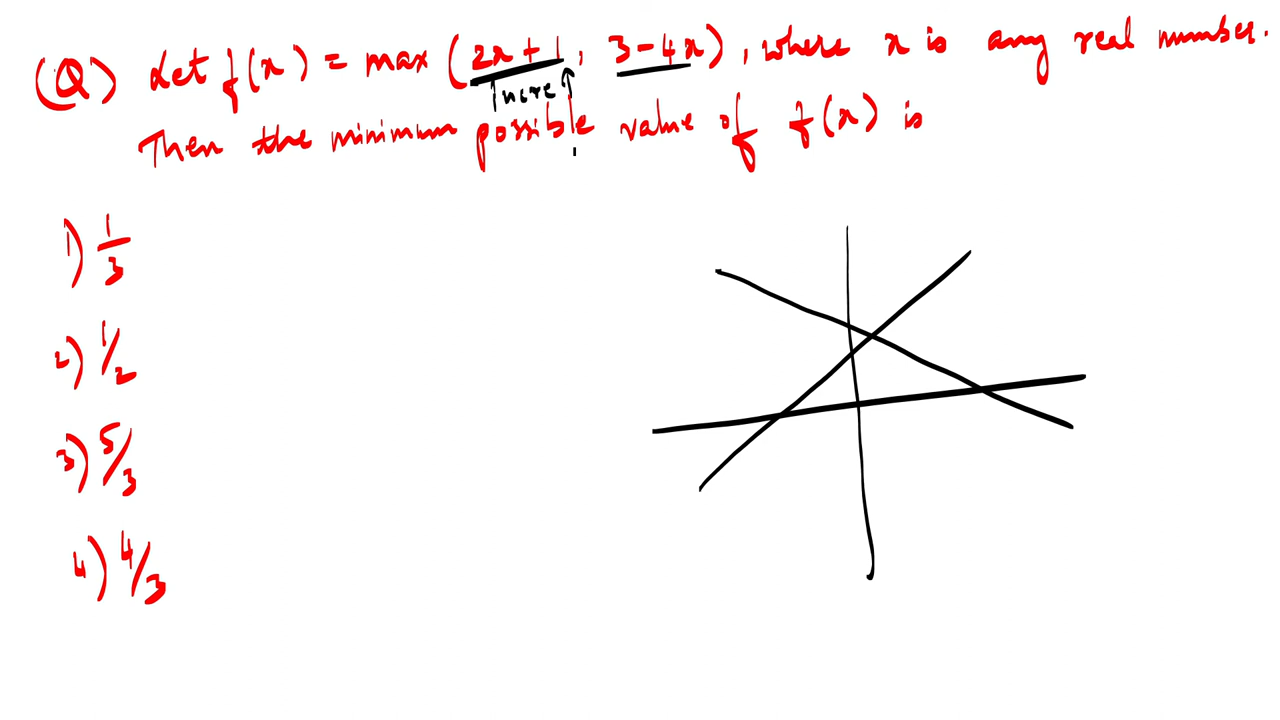 (Q) Let f(x) = max (2x + 1, 3 - 4x), where x is any real number.
Incre ↑
Then the minimum possible value of f(x) is
1) 1/3
2) 1/2
3) 5/3
4) 4/3